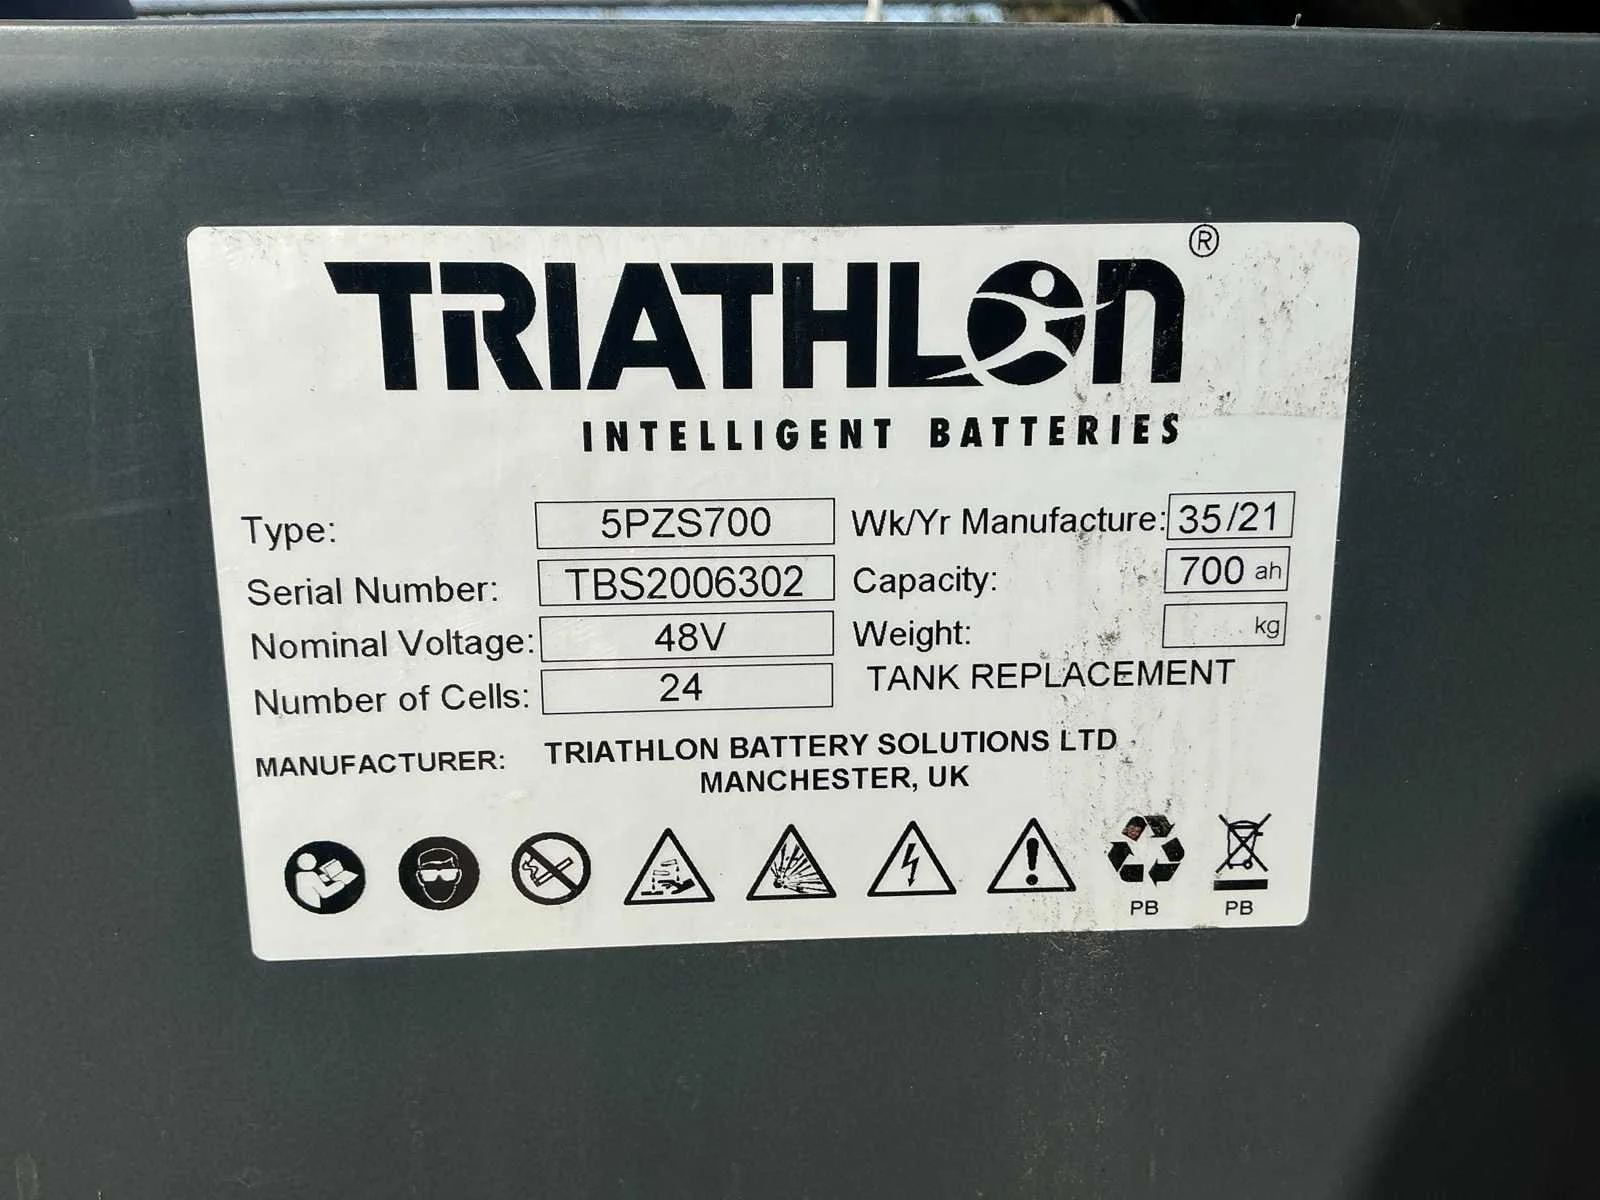 TRIATHLON®
INTELLIGENT BATTERIES
Type: 5PZS700 Wk/Yr Manufacture: 35/21
Serial Number: TBS2006302 Capacity: 700 ah
Nominal Voltage: 48V Weight: kg
Number of Cells: 24 TANK REPLACEMENT
MANUFACTURER: TRIATHLON BATTERY SOLUTIONS LTD
MANCHESTER, UK
PB PB